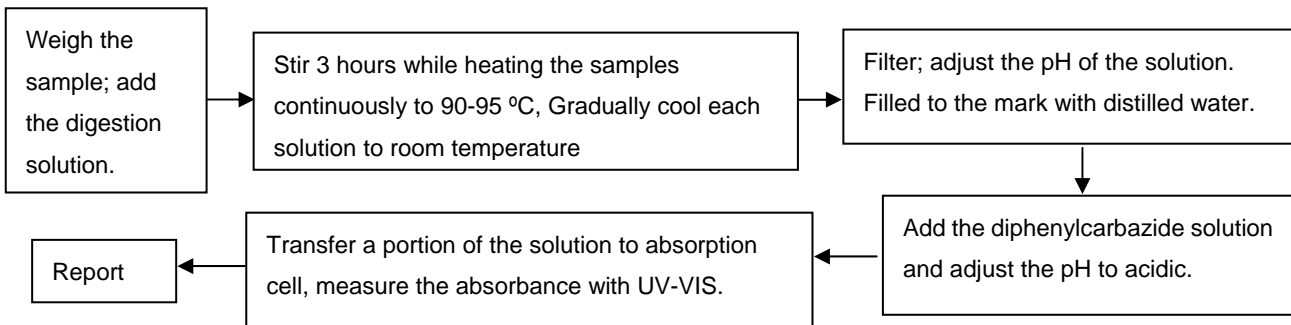 Weigh the
sample; add
the digestion
solution.
Stir 3 hours while heating the samples
continuously to 90-95 ⁰C, Gradually cool each
solution to room temperature
Filter; adjust the pH of the solution.
Filled to the mark with distilled water.
Add the diphenylcarbazide solution
and adjust the pH to acidic.
Transfer a portion of the solution to absorption
cell, measure the absorbance with UV-VIS.
Report